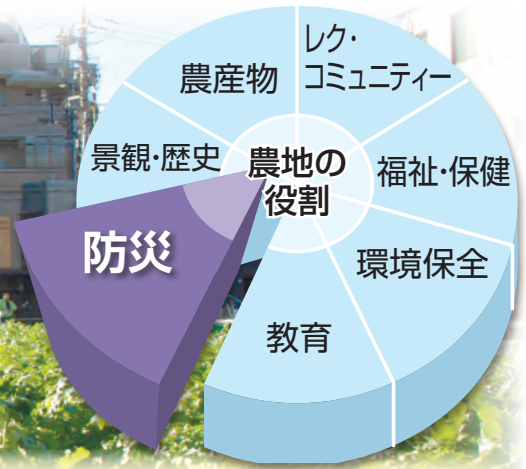 農地の
役割
レク・
コミュニティー
福祉・保健
環境保全
教育
防災
景観・歴史
農産物